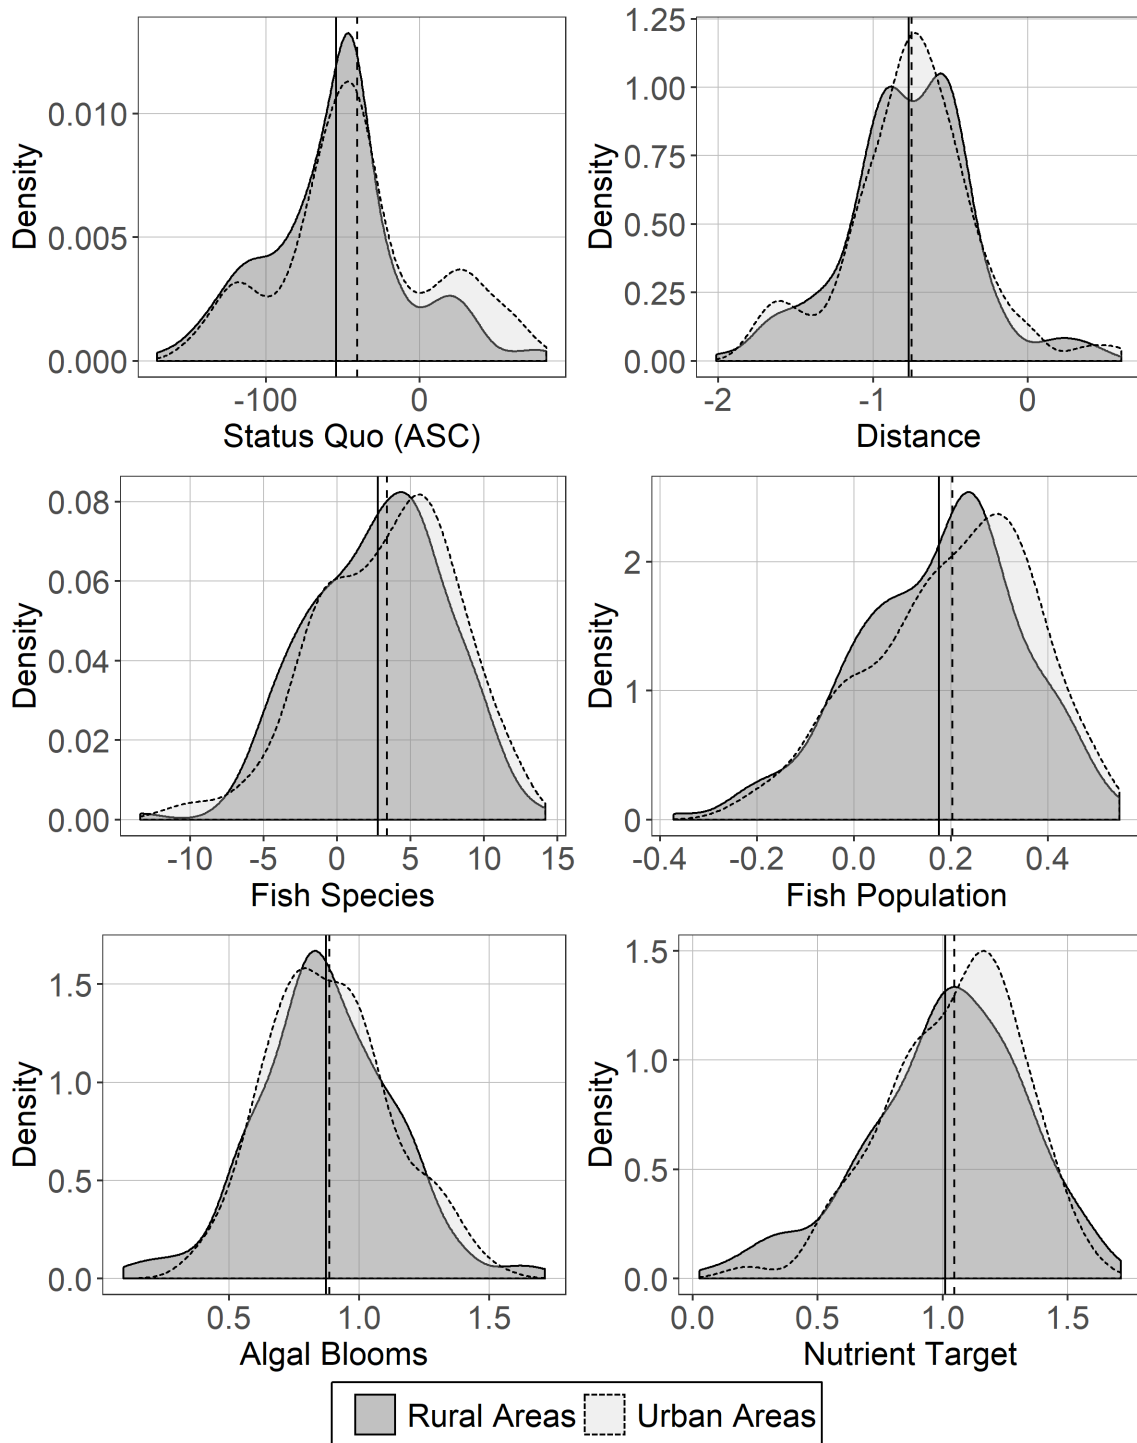 Density
0.010
0.005
0.000
-100 0
Status Quo (ASC)
Density
1.25
1.00
0.75
0.50
0.25
0.00
-2 -1 0
Distance
Density
0.08
0.06
0.04
0.02
0.00
-10 -5 0 5 10 15
Fish Species
Density
2
1
0
-0.4 -0.2 0.0 0.2 0.4
Fish Population
Density
1.5
1.0
0.5
0.0
0.5 1.0 1.5
Algal Blooms
Density
1.5
1.0
0.5
0.0
0.0 0.5 1.0 1.5
Nutrient Target
Rural Areas Urban Areas